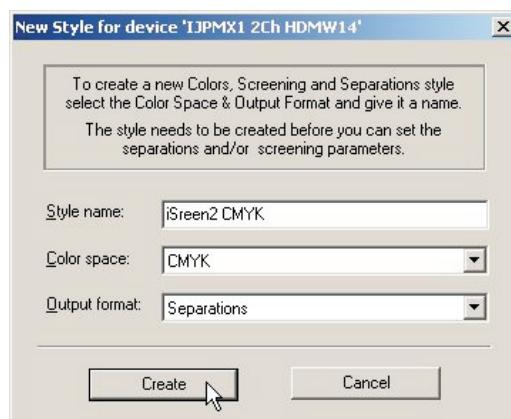 New Style for device 'IJPMX1 2Ch HDMW14'
To create a new Colors, Screening and Separations style
select the Color Space & Output Format and give it a name.
The style needs to be created before you can set the
separations and/or screening parameters.
Style name: iSreen2 CMYK
Color space: CMYK
Output format: Separations
Create Cancel